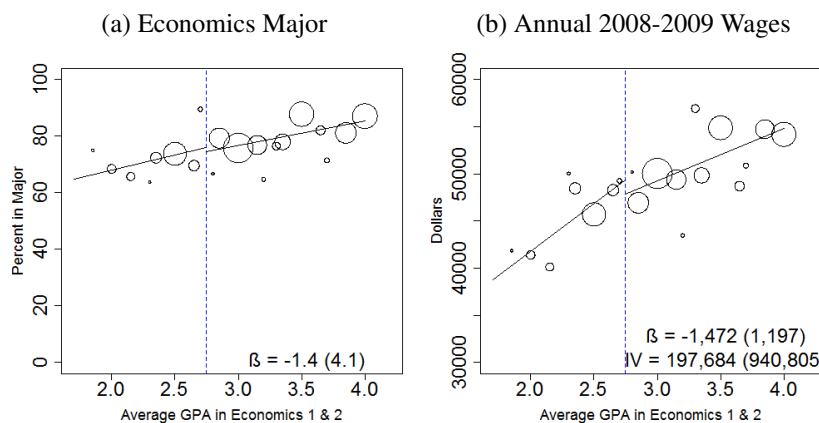 (a) Economics Major
Percent in Major
100
80
60
40
20
0
ß = -1.4 (4.1)
2.0 2.5 3.0 3.5 4.0
Average GPA in Economics 1 & 2
(b) Annual 2008-2009 Wages
Dollars
60000
50000
40000
30000
ß = -1,472 (1,197)
IV = 197,684 (940,805)
2.0 2.5 3.0 3.5 4.0
Average GPA in Economics 1 & 2